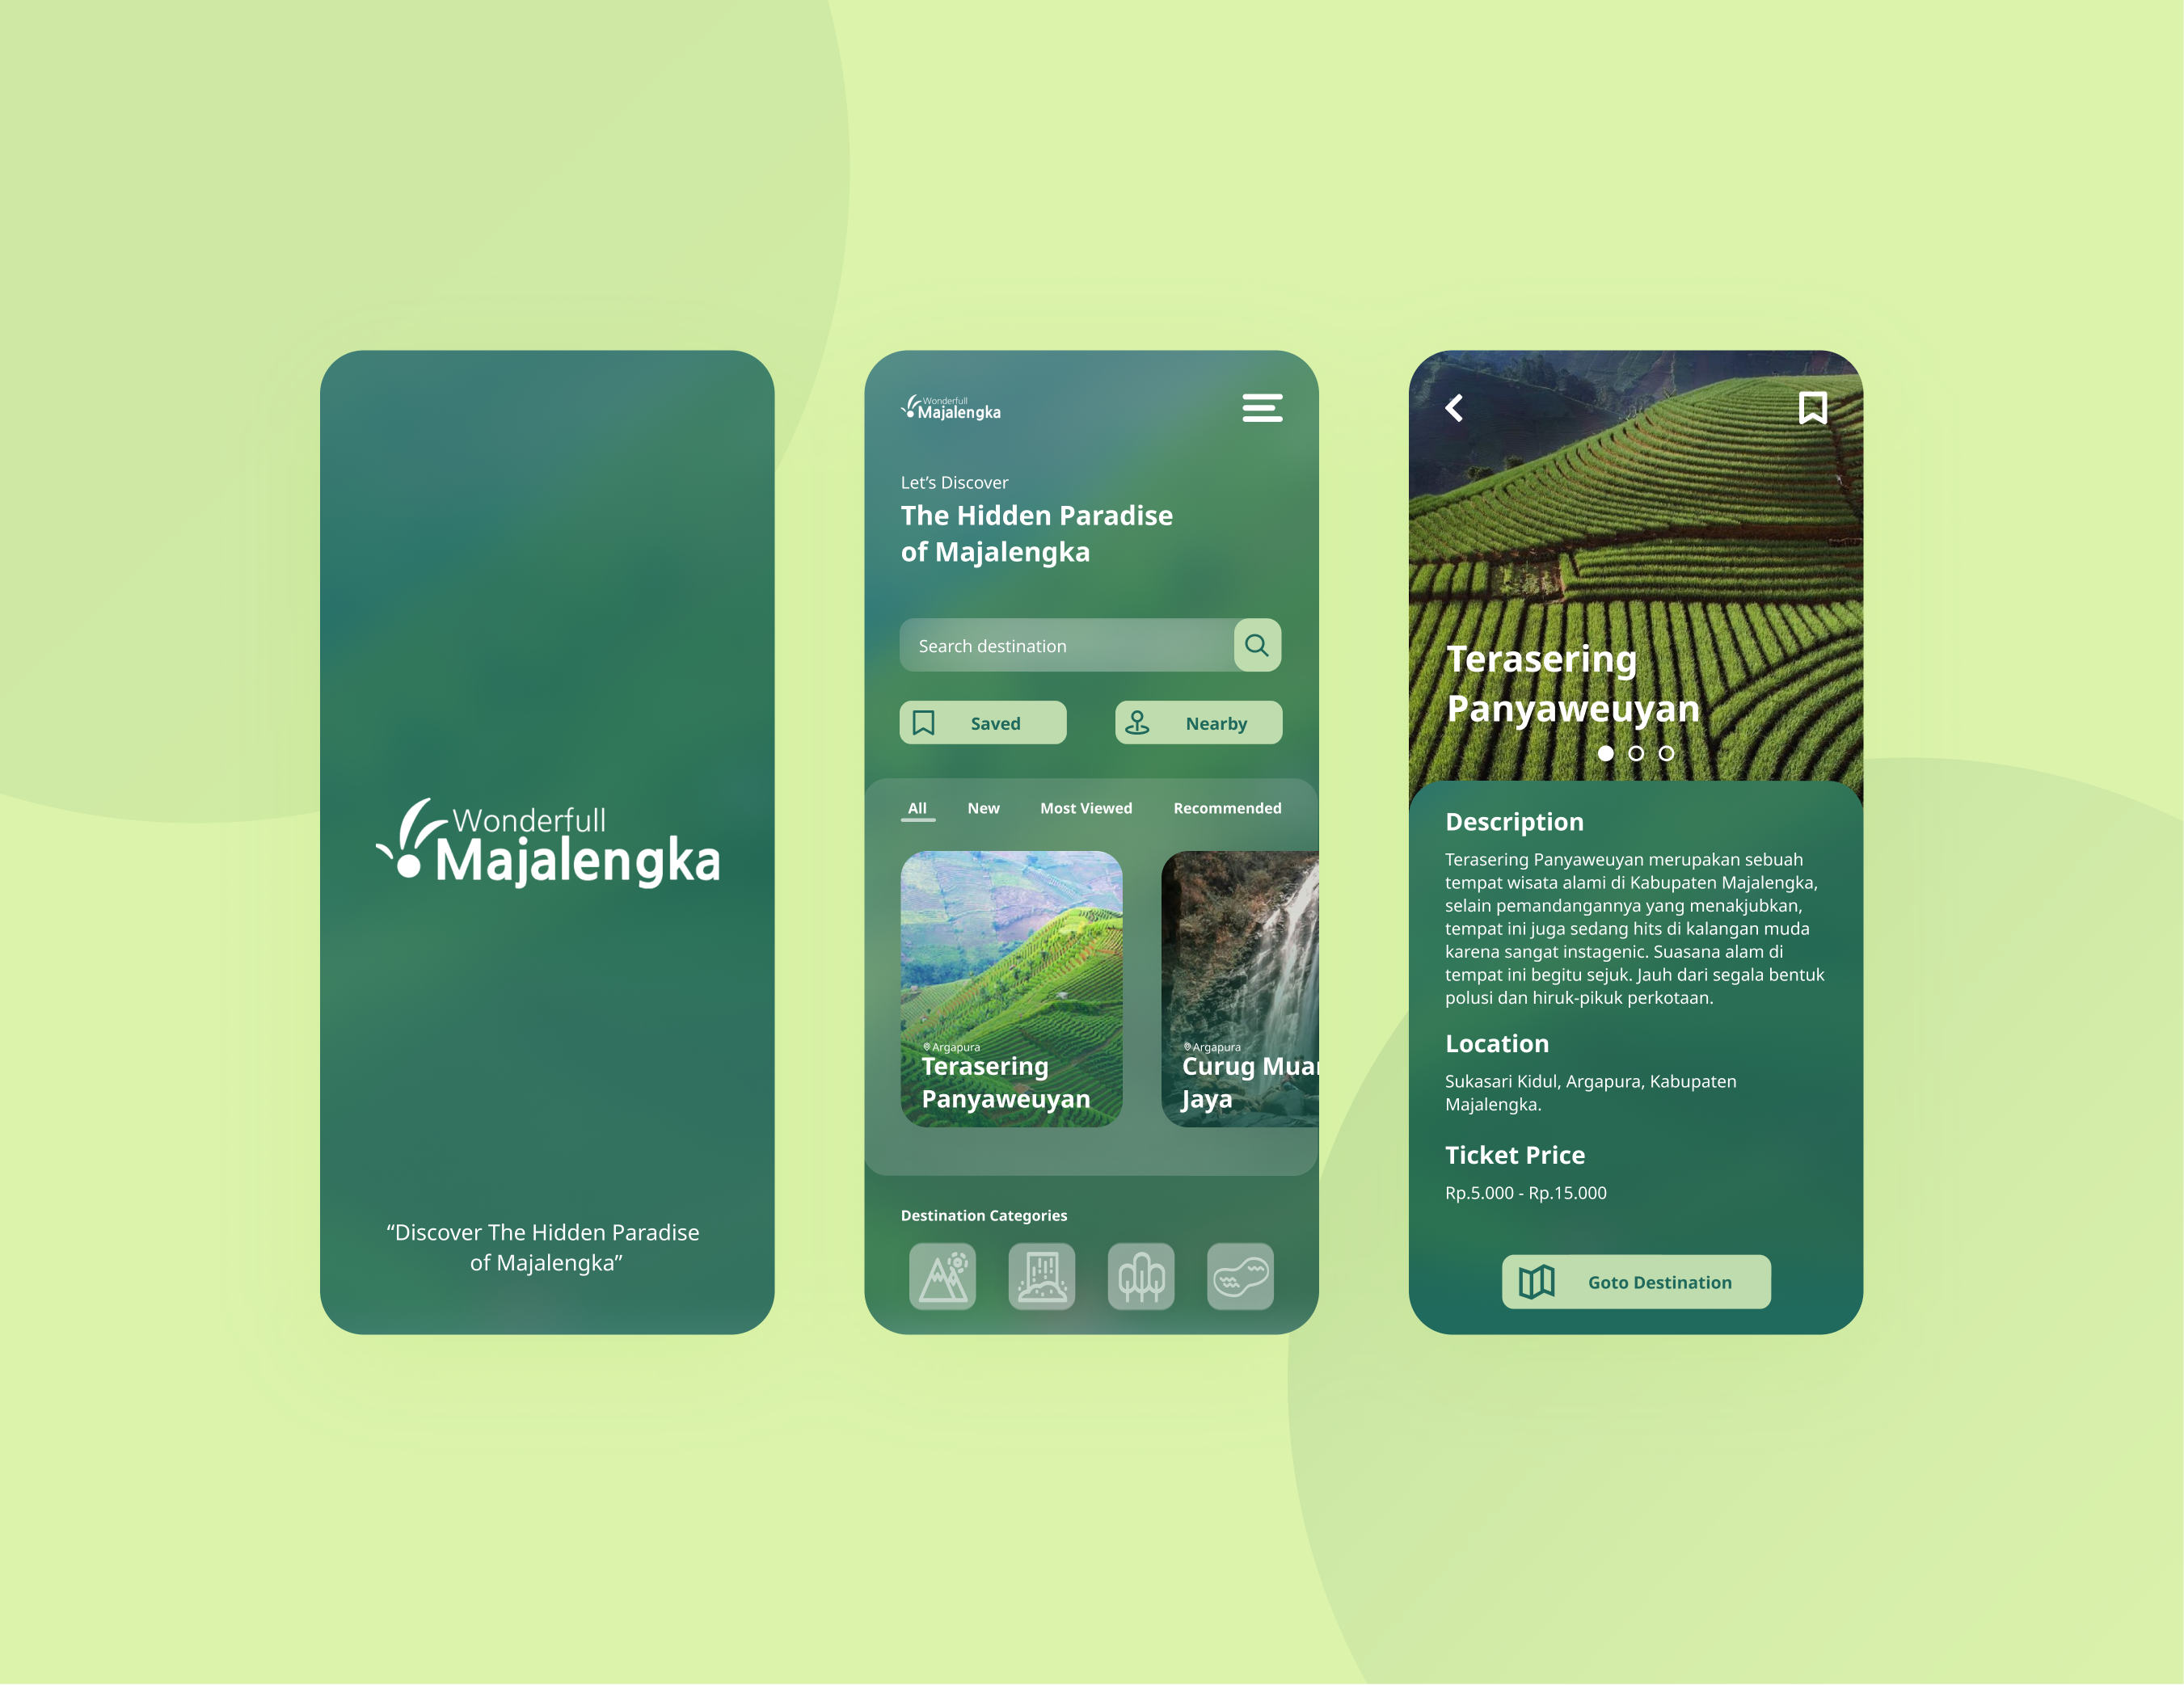 Wonderfull
Majalengka
“Discover The Hidden Paradise
of Majalengka”
Wonderfull
Majalengka
Let’s Discover
The Hidden Paradise
of Majalengka
Search destination
Saved
Nearby
All New Most Viewed Recommended
Argapura
Terasering
Panyaweuyan
Argapura
Curug Muar
Jaya
Destination Categories
Terasering
Panyaweuyan
Description
Terasering Panyaweuyan merupakan sebuah
tempat wisata alami di Kabupaten Majalengka,
selain pemandangannya yang menakjubkan,
tempat ini juga sedang hits di kalangan muda
karena sangat instagenic. Suasana alam di
tempat ini begitu sejuk. Jauh dari segala bentuk
polusi dan hiruk-pikuk perkotaan.
Location
Sukasari Kidul, Argapura, Kabupaten
Majalengka.
Ticket Price
Rp.5.000 - Rp.15.000
Goto Destination